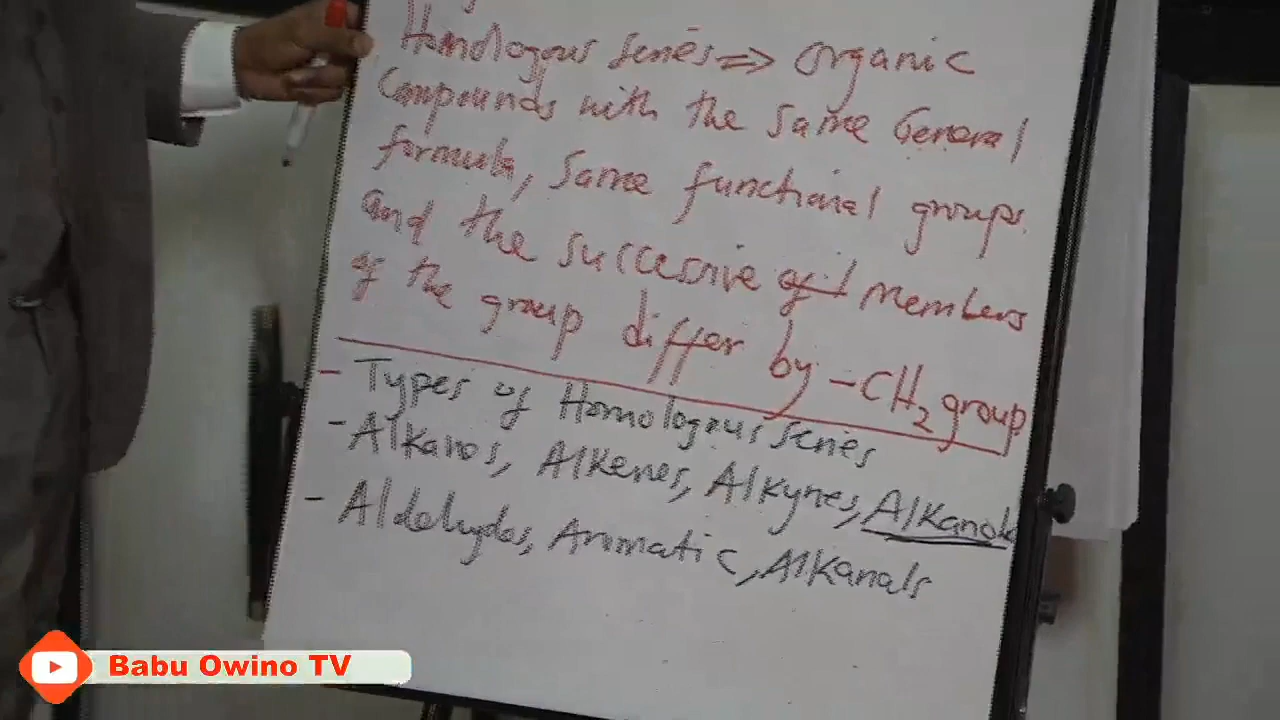 Homologous series => organic
Compounds with the same General
formula, same functional groups.
and the successive of members
of the group differ by -CH2 group
- Types of Homologous series
- Alkanes, Alkenes, Alkynes, Alkanols
- Aldehydes, Aromatic, Alkanals
Babu Owino TV